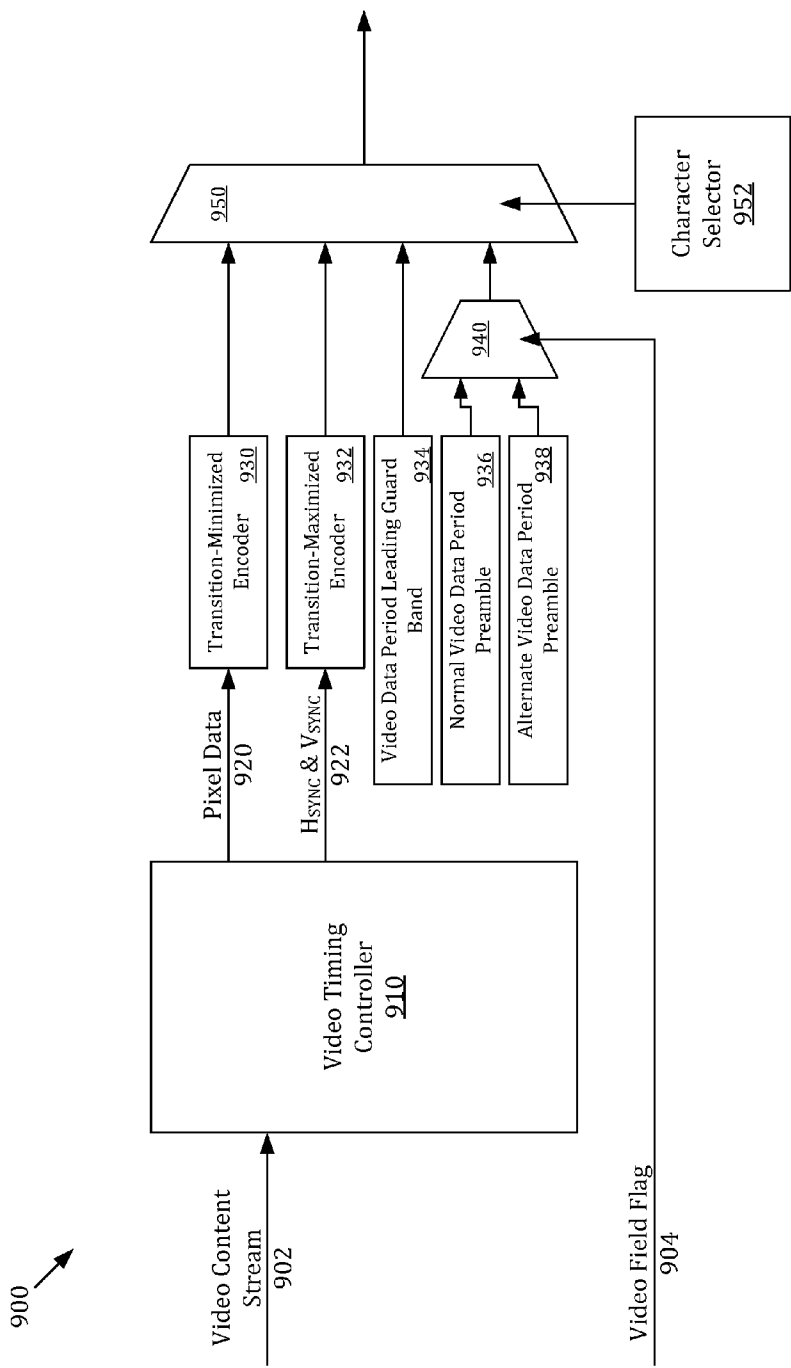 900
Video Content
Stream
902
Video Field Flag
904
Video Timing
Controller
910
Pixel Data
920
HSYNC & VSYNC
922
Transition-Minimized
Encoder 930
Transition-Maximized
Encoder 932
Video Data Period Leading Guard
Band 934
Normal Video Data Period
Preamble 936
Alternate Video Data Period
Preamble 938
940
950
Character
Selector
952